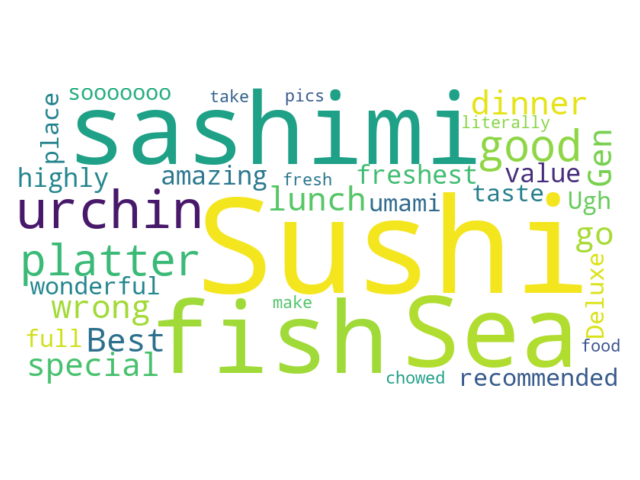 sooooooo
take
pics
sashimi
dinner
place
literally
good
Gen
highly
amazing
fresh
freshest
value
urchin
lunch
umami
taste
Ugh
Sushi
go
platter
wonderful
Deluxe
wrong
make
fish
Sea
full
Best
food
special
chowed
recommended